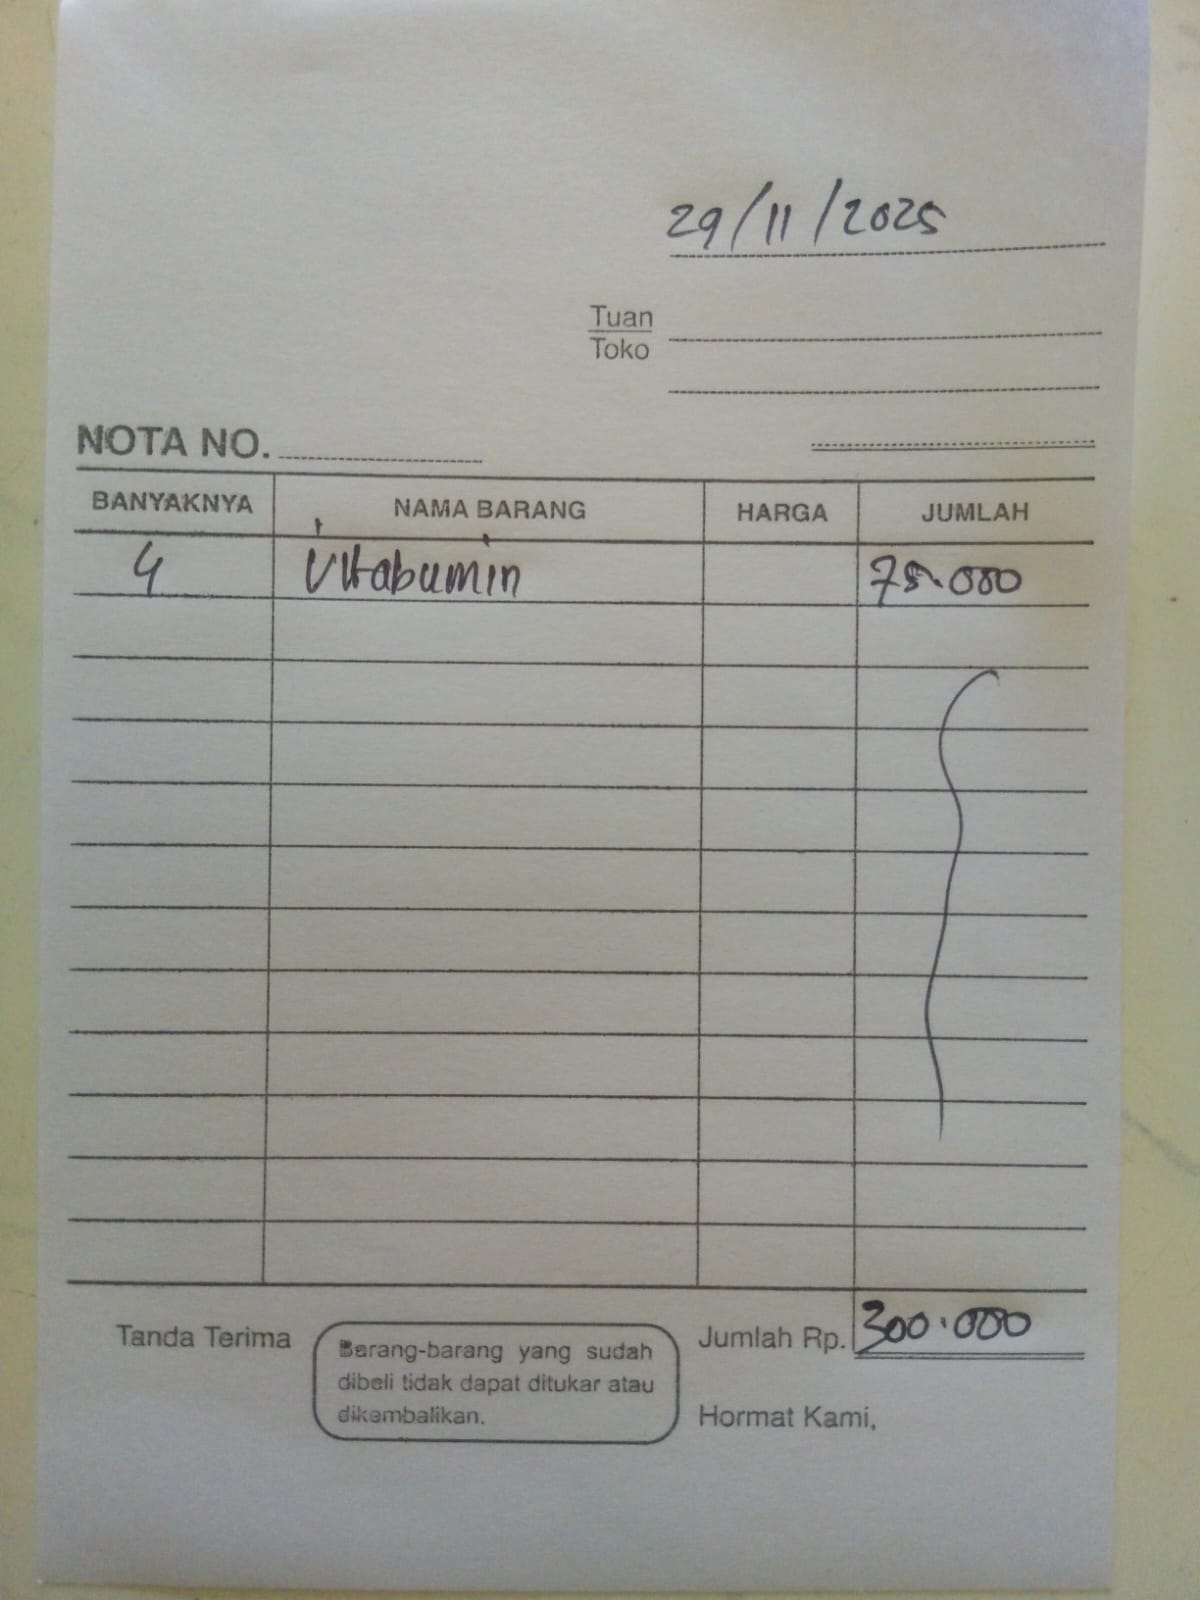 29/11/2025
Tuan
Toko
NOTA NO.
BANYAKNYA NAMA BARANG HARGA JUMLAH
4 Vitabumin 75.000
Jumlah Rp. 300.000
Tanda Terima
Barang-barang yang sudah
dibeli tidak dapat ditukar atau
dikembalikan.
Hormat Kami,